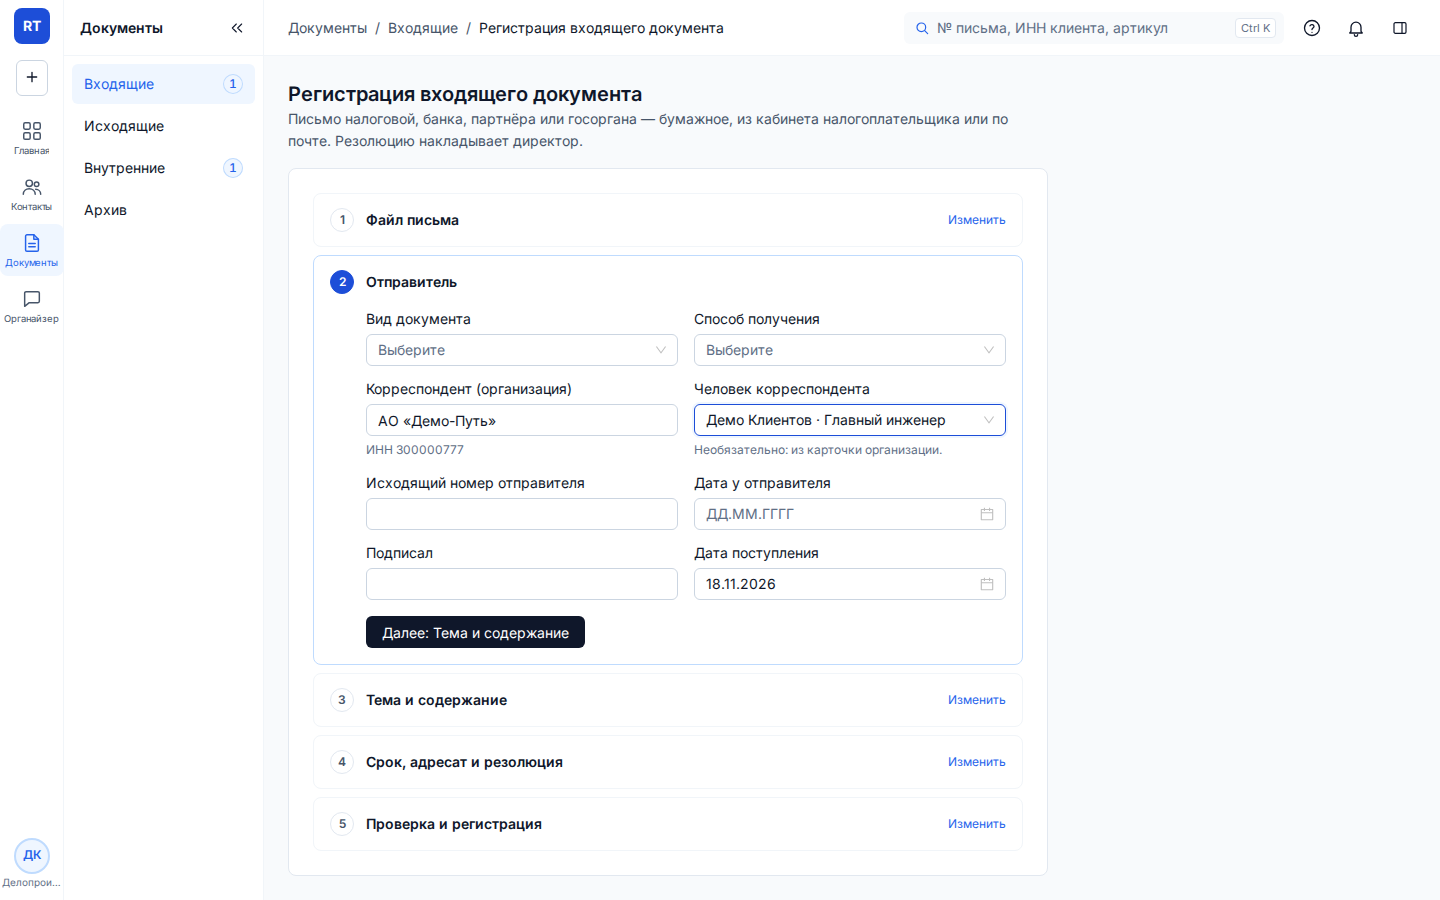 RT
Документы
Документы / Входящие / Регистрация входящего документа
№ письма, ИНН клиента, артикул
Ctrl K
Главная
Контакты
Документы
Органайзер
Входящие 1
Исходящие
Внутренние 1
Архив
Регистрация входящего документа
Письмо налоговой, банка, партнёра или госоргана — бумажное, из кабинета налогоплательщика или по
почте. Резолюцию накладывает директор.
1 Файл письма Изменить
2 Отправитель
Вид документа Способ получения
Выберите Выберите
Корреспондент (организация) Человек корреспондента
АО «Демо-Путь» Демо Клиентов · Главный инженер
ИНН 300000777 Необязательно: из карточки организации.
Исходящий номер отправителя Дата у отправителя
ДД.ММ.ГГГГ
Подписал Дата поступления
18.11.2026
Далее: Тема и содержание
3 Тема и содержание Изменить
4 Срок, адресат и резолюция Изменить
5 Проверка и регистрация Изменить
ДК
Делопрои...